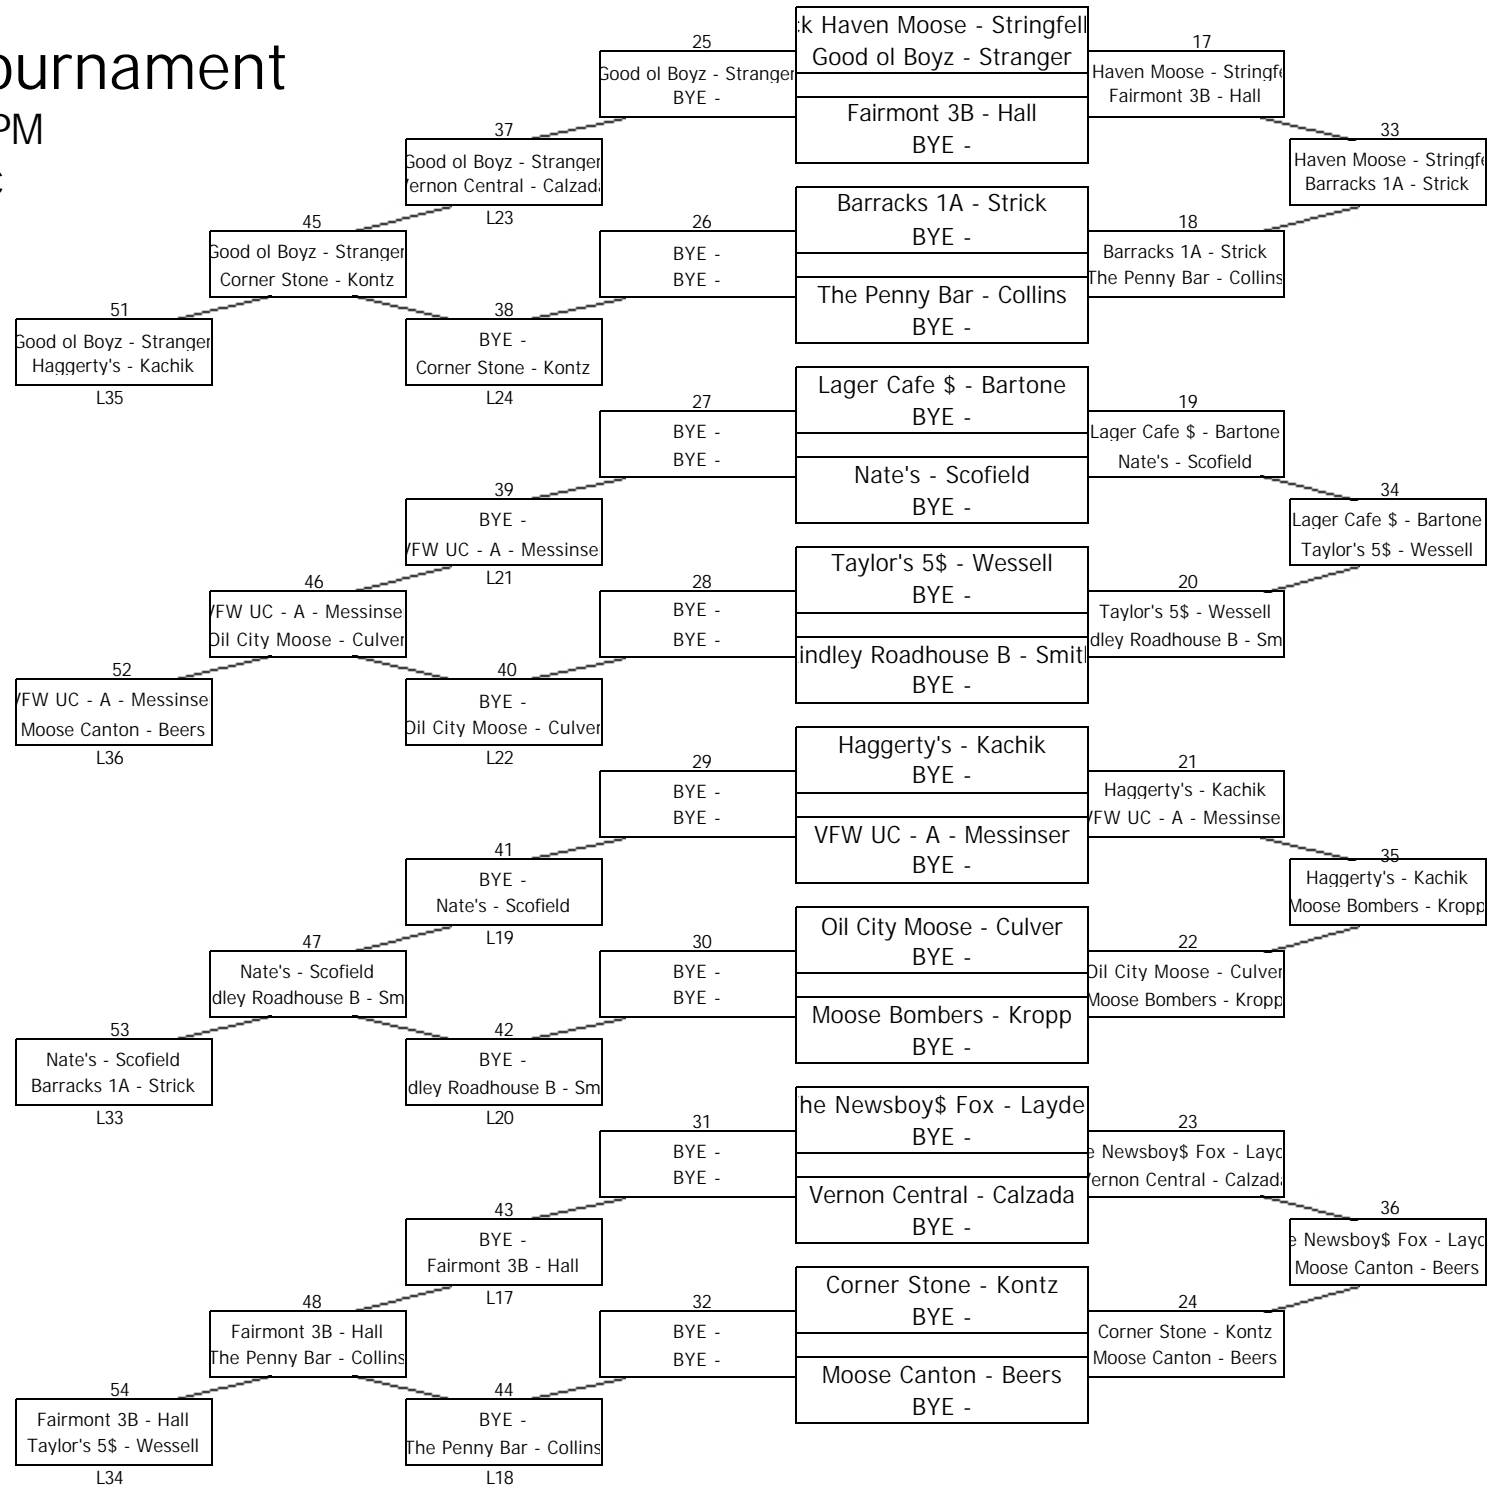 ournament
PM
25
Good ol Boyz - Stranger
BYE -
37
Good ol Boyz - Stranger
Vernon Central - Calzada
L23
45
Good ol Boyz - Stranger
Corner Stone - Kontz
26
BYE -
BYE -
51
Good ol Boyz - Stranger
Haggerty's - Kachik
L35
38
BYE -
Corner Stone - Kontz
L24
27
BYE -
BYE -
39
BYE -
VFW UC - A - Messinse
L21
46
VFW UC - A - Messinse
Oil City Moose - Culver
28
BYE -
BYE -
52
VFW UC - A - Messinse
Moose Canton - Beers
L36
40
BYE -
Oil City Moose - Culver
L22
29
BYE -
BYE -
41
BYE -
Nate's - Scofield
L19
47
Nate's - Scofield
dley Roadhouse B - Sm
30
BYE -
BYE -
53
Nate's - Scofield
Barracks 1A - Strick
L33
42
BYE -
dley Roadhouse B - Sm
L20
31
BYE -
BYE -
43
BYE -
Fairmont 3B - Hall
L17
48
Fairmont 3B - Hall
The Penny Bar - Collins
32
BYE -
BYE -
54
Fairmont 3B - Hall
Taylor's 5$ - Wessell
L34
44
BYE -
The Penny Bar - Collins
L18
k Haven Moose - Stringfell
Good ol Boyz - Stranger
Fairmont 3B - Hall
BYE -
Barracks 1A - Strick
BYE -
The Penny Bar - Collins
BYE -
Lager Cafe $ - Bartone
BYE -
Nate's - Scofield
BYE -
Taylor's 5$ - Wessell
BYE -
indley Roadhouse B - Smit
BYE -
Haggerty's - Kachik
BYE -
VFW UC - A - Messinser
BYE -
Oil City Moose - Culver
BYE -
Moose Bombers - Kropp
BYE -
he Newsboy$ Fox - Layde
BYE -
Vernon Central - Calzada
BYE -
Corner Stone - Kontz
BYE -
Moose Canton - Beers
BYE -
17
Haven Moose - Stringfe
Fairmont 3B - Hall
33
Haven Moose - Stringfe
Barracks 1A - Strick
18
Barracks 1A - Strick
The Penny Bar - Collins
19
Lager Cafe $ - Bartone
Nate's - Scofield
34
Lager Cafe $ - Bartone
Taylor's 5$ - Wessell
20
Taylor's 5$ - Wessell
dley Roadhouse B - Sm
21
Haggerty's - Kachik
VFW UC - A - Messinse
35
Haggerty's - Kachik
Moose Bombers - Kropp
22
Oil City Moose - Culver
Moose Bombers - Kropp
23
e Newsboy$ Fox - Layd
Vernon Central - Calzada
36
e Newsboy$ Fox - Layd
Moose Canton - Beers
24
Corner Stone - Kontz
Moose Canton - Beers